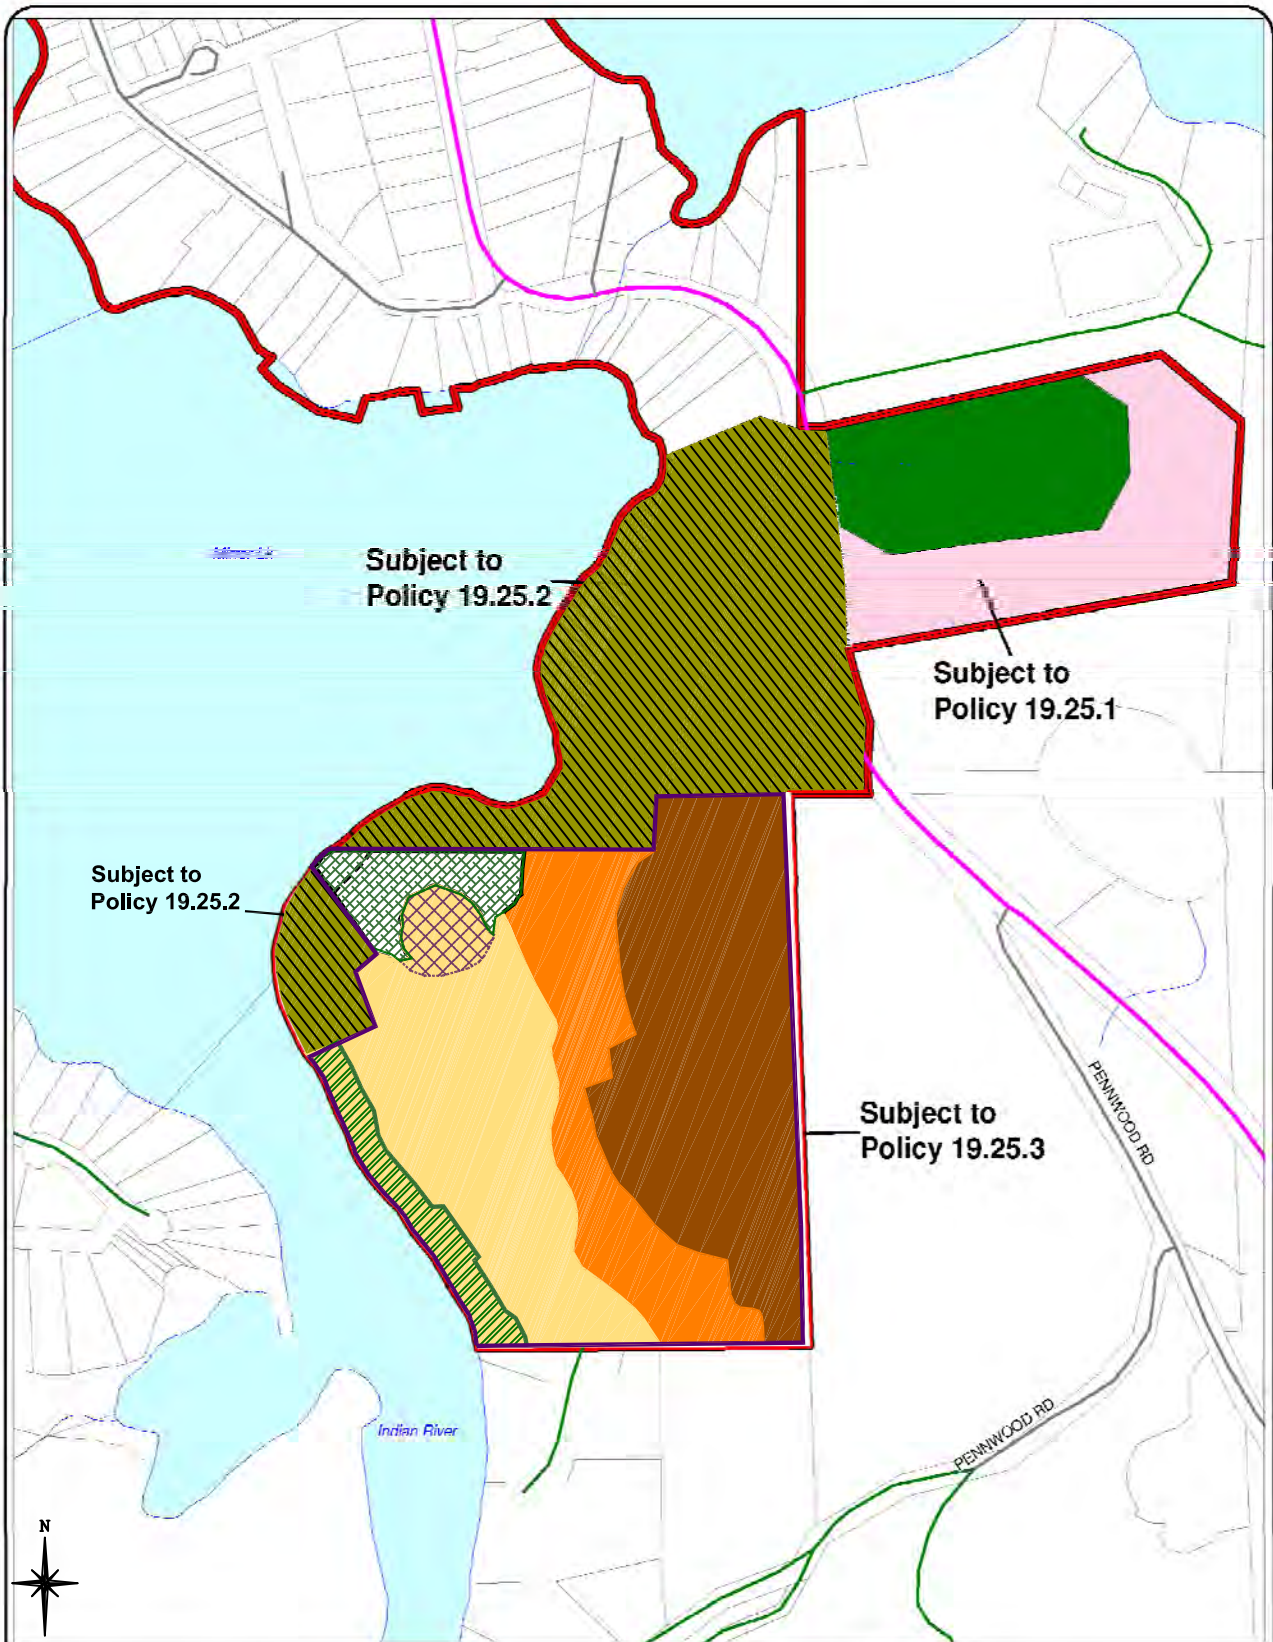 Subject to
Policy 19.25.2
Subject to
Policy 19.25.1
Subject to
Policy 19.25.2
PENNWOOD RD
Subject to
Policy 19.25.3
PENNWOOD RD
Indian River
N